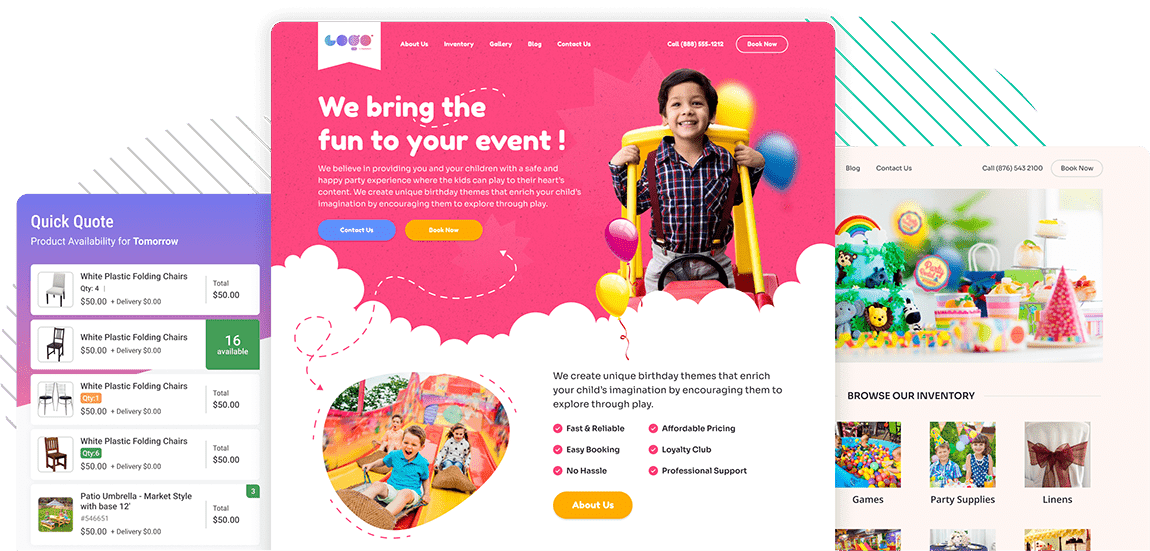 LOGO
About Us
Inventory
Gallery
Blog
Contact Us
Call (888) 555-1212
Book Now
We bring the
fun to your event !
We believe in providing you and your children with a safe and
happy party experience where the kids can play to their heart's
content. We create unique birthday themes that enrich your child's
imagination by encouraging them to explore through play.
Contact Us
Book Now
We create unique birthday themes that enrich
your child's imagination by encouraging them to
explore through play.
Fast & Reliable
Affordable Pricing
Easy Booking
Loyalty Club
No Hassle
Professional Support
About Us
Quick Quote
Product Availability for Tomorrow
White Plastic Folding Chairs
Qty: 4 |
$50.00 + Delivery $0.00
Total
$50.00
White Plastic Folding Chairs
$50.00 + Delivery $0.00
16
available
White Plastic Folding Chairs
Qty:1
$50.00 + Delivery $0.00
Total
$50.00
White Plastic Folding Chairs
Qty:6
$50.00 + Delivery $0.00
Total
$50.00
Patio Umbrella - Market Style
with base 12'
#546651
$50.00 + Delivery $0.00
3
Total
$50.00
Blog
Contact Us
Call (876) 543 2100
Book Now
BROWSE OUR INVENTORY
Games
Party Supplies
Linens